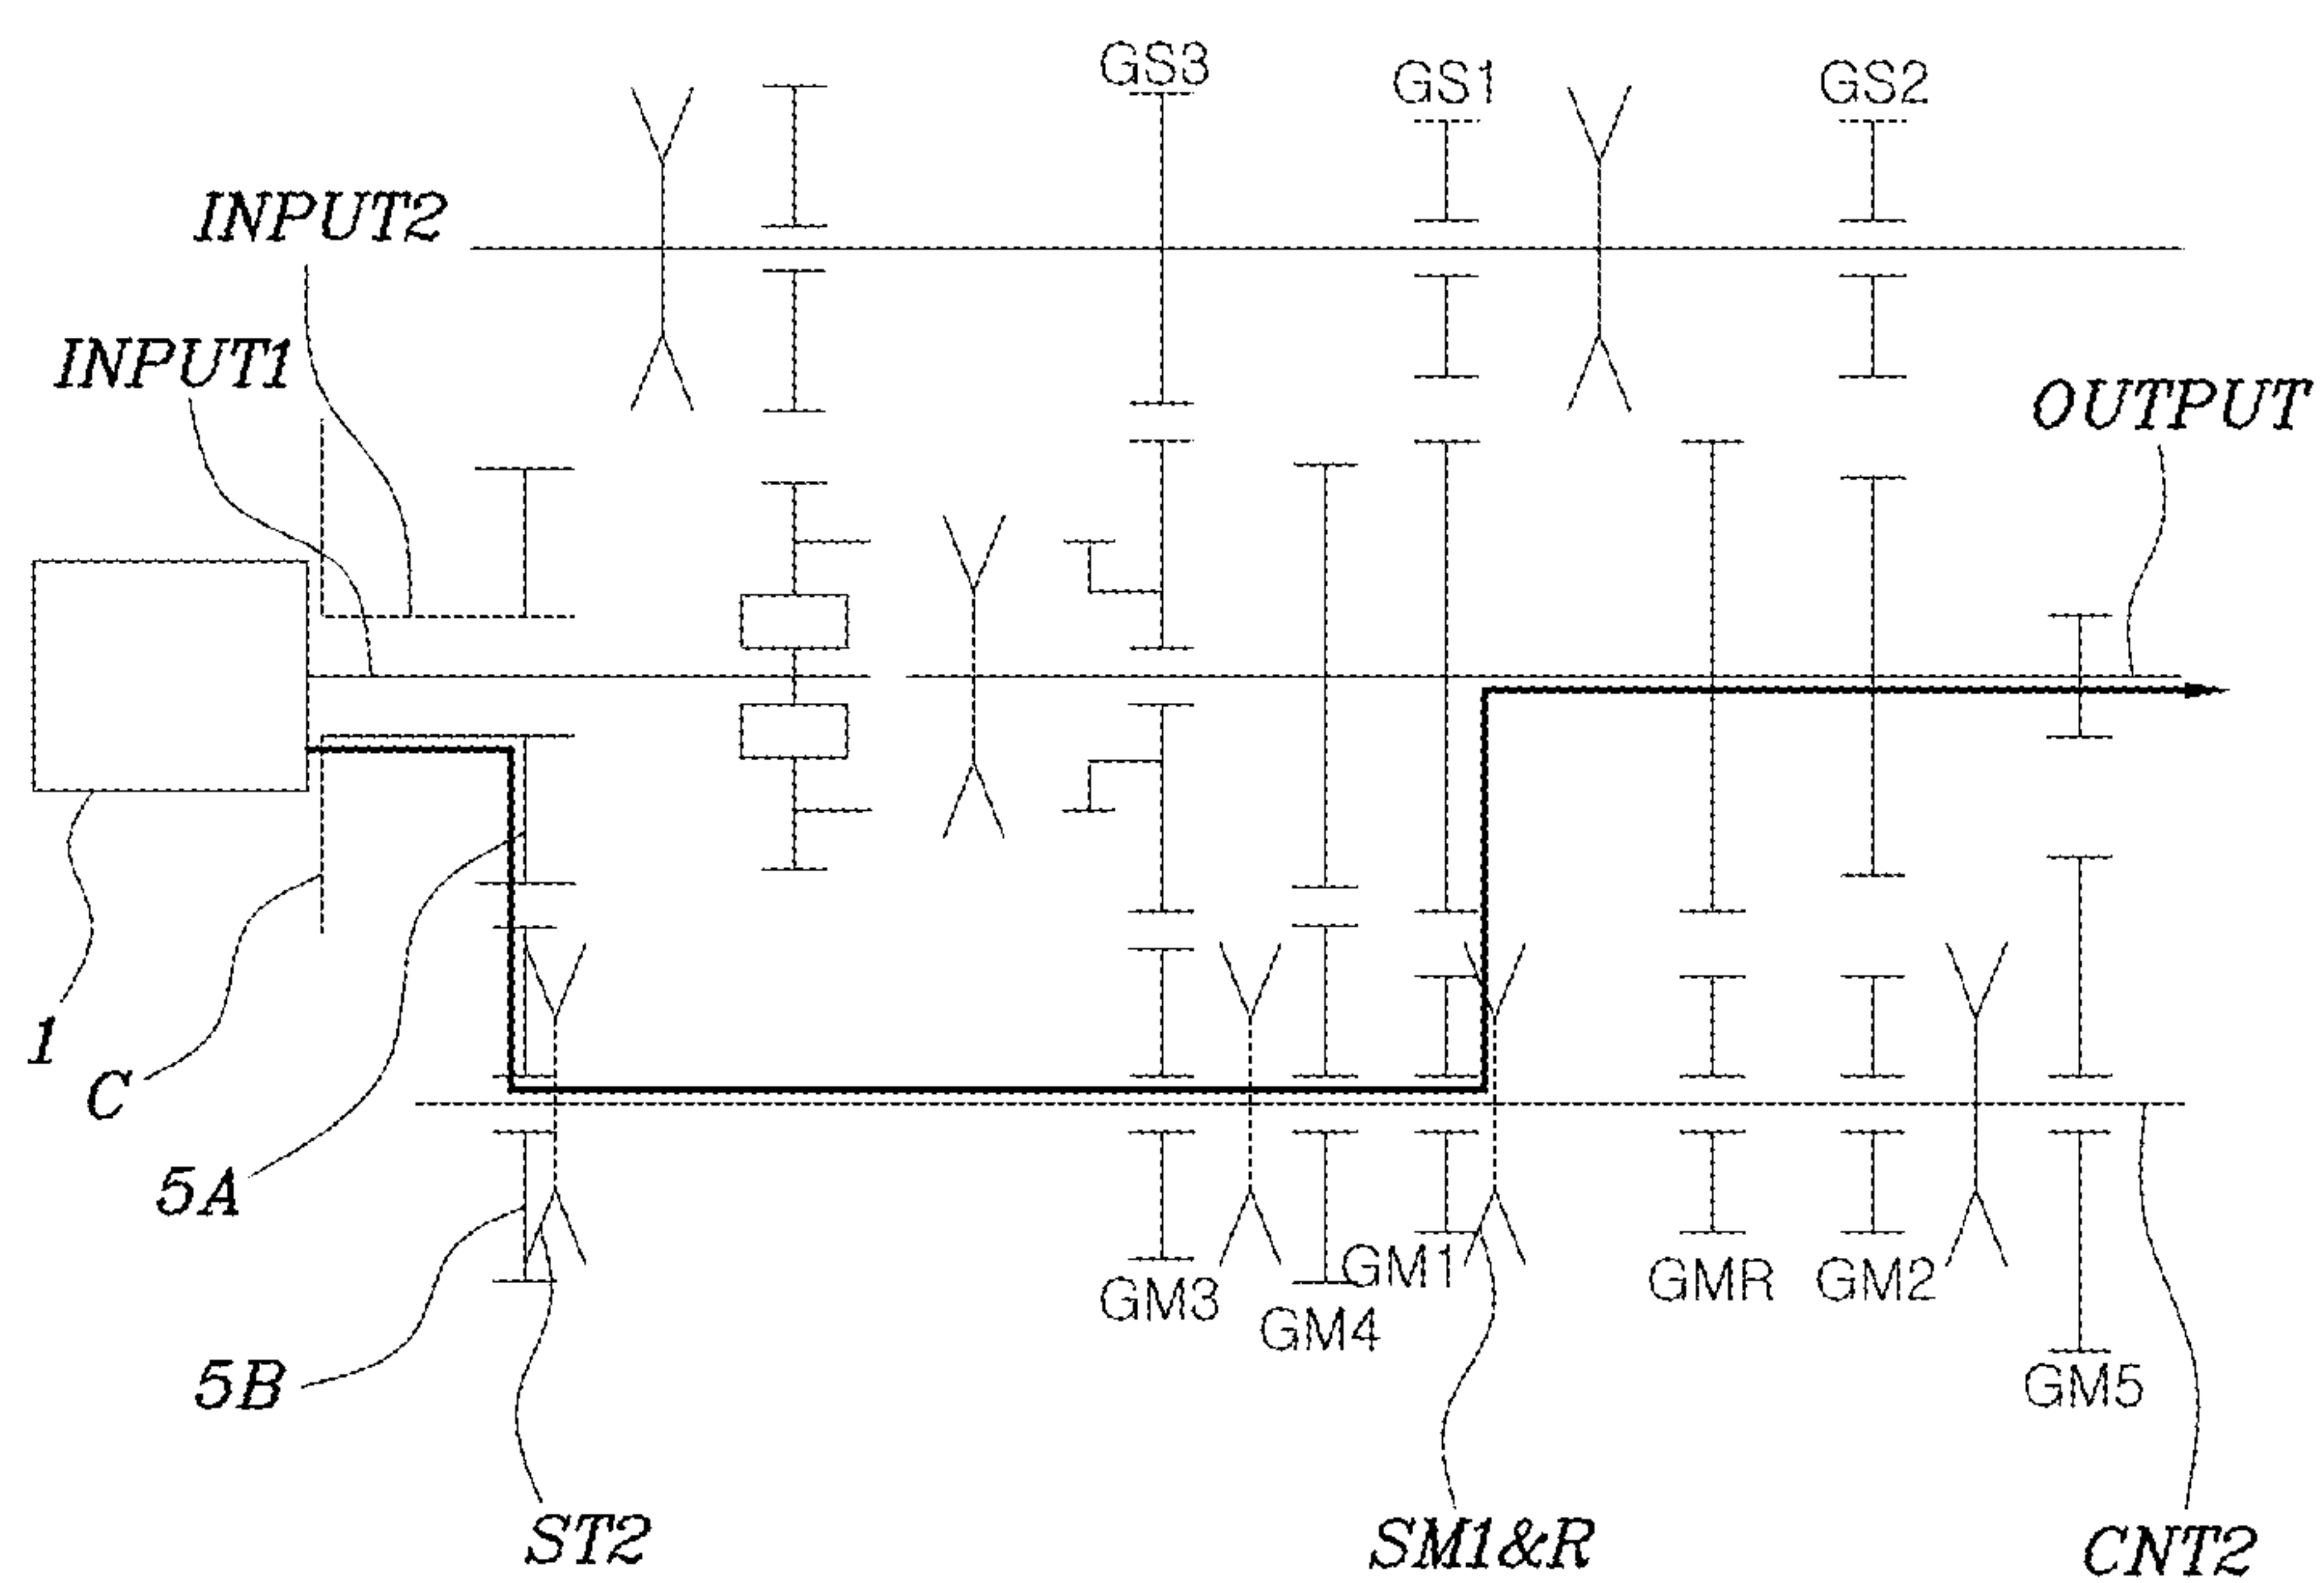 GS3
GS1
GS2
INPUT2
INPUT1
OUTPUT
1
C
5A
5B
GM3
GM4
GM1
GMR
GM2
GM5
ST2
SM1&R
CNT2